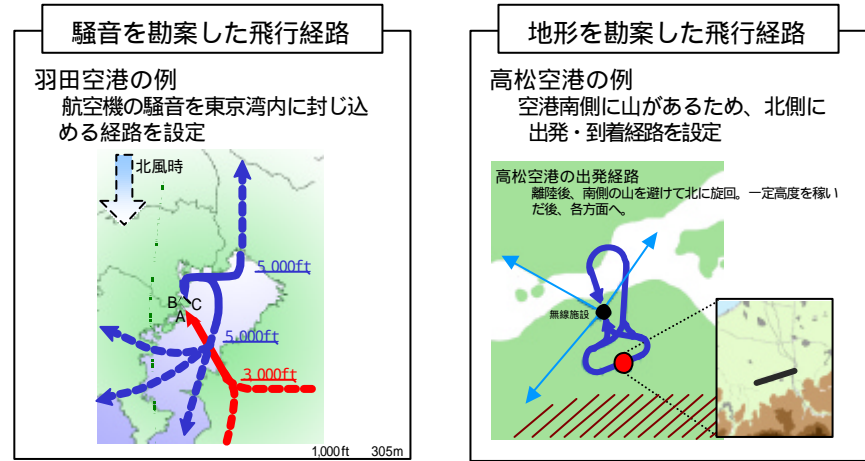 騒音を勘案した飛行経路
羽田空港の例
航空機の騒音を東京湾内に封じ込
める経路を設定
北風時
5,000ft
B
C
A
5,000ft
3,000ft
1,000ft 305m
地形を勘案した飛行経路
高松空港の例
空港南側に山があるため、北側に
出発・到着経路を設定
高松空港の出発経路
離陸後、南側の山を避けて北に旋回。一定高度を稼い
だ後、各方面へ。
無線施設